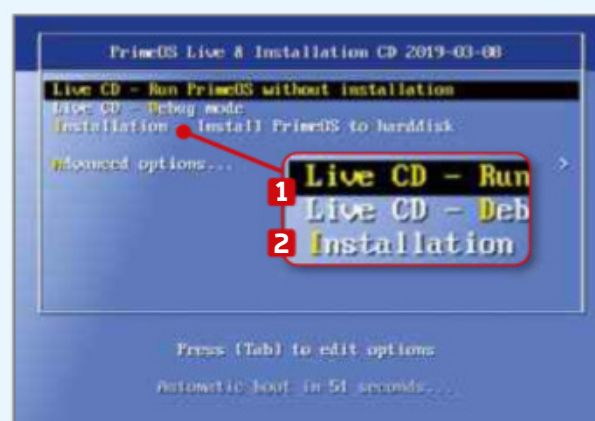 PrimeOS Live & Installation CD 2019-03-08
Live CD - Run PrimeOS without installation
Live CD - Debug mode
Installation - Install PrimeOS to harddisk
Advanced options...
>
1
Live CD - Run
Live CD - Deb
2
Installation
Press [Tab] to edit options
Automatic boot in 51 seconds...